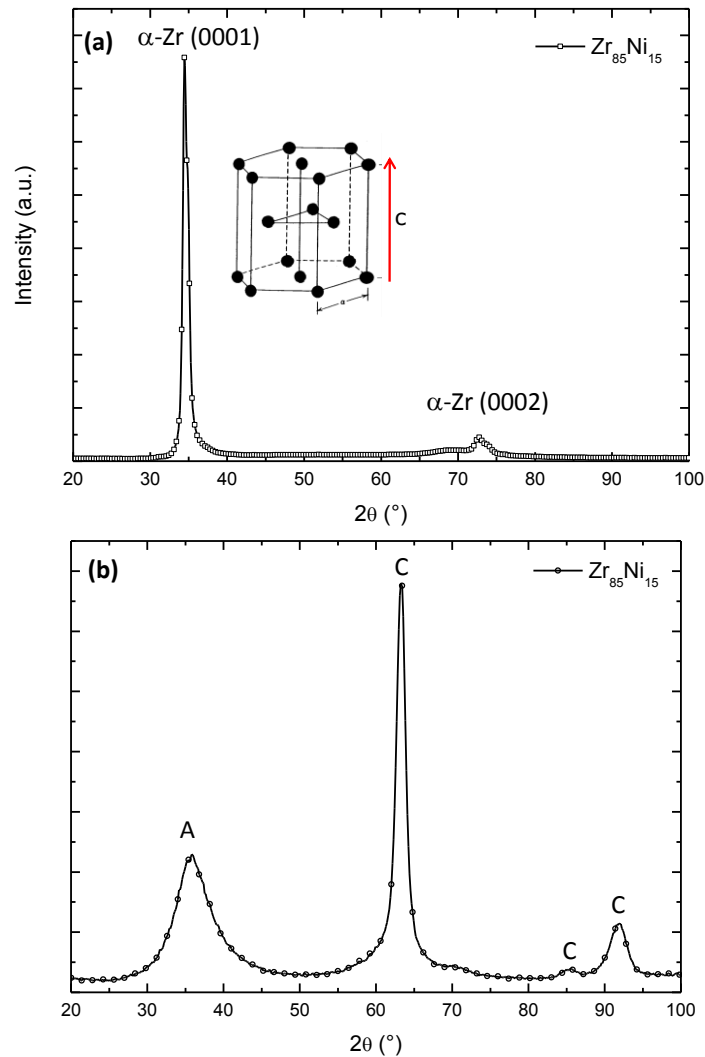 (a)
α-Zr (0001)
Zr₈₅Ni₁₅
C
a
α-Zr (0002)
Intensity (a.u.)
20 30 40 50 60 70 80 90 100
2θ (°)
(b)
C
Zr₈₅Ni₁₅
A
C
C
20 30 40 50 60 70 80 90 100
2θ (°)